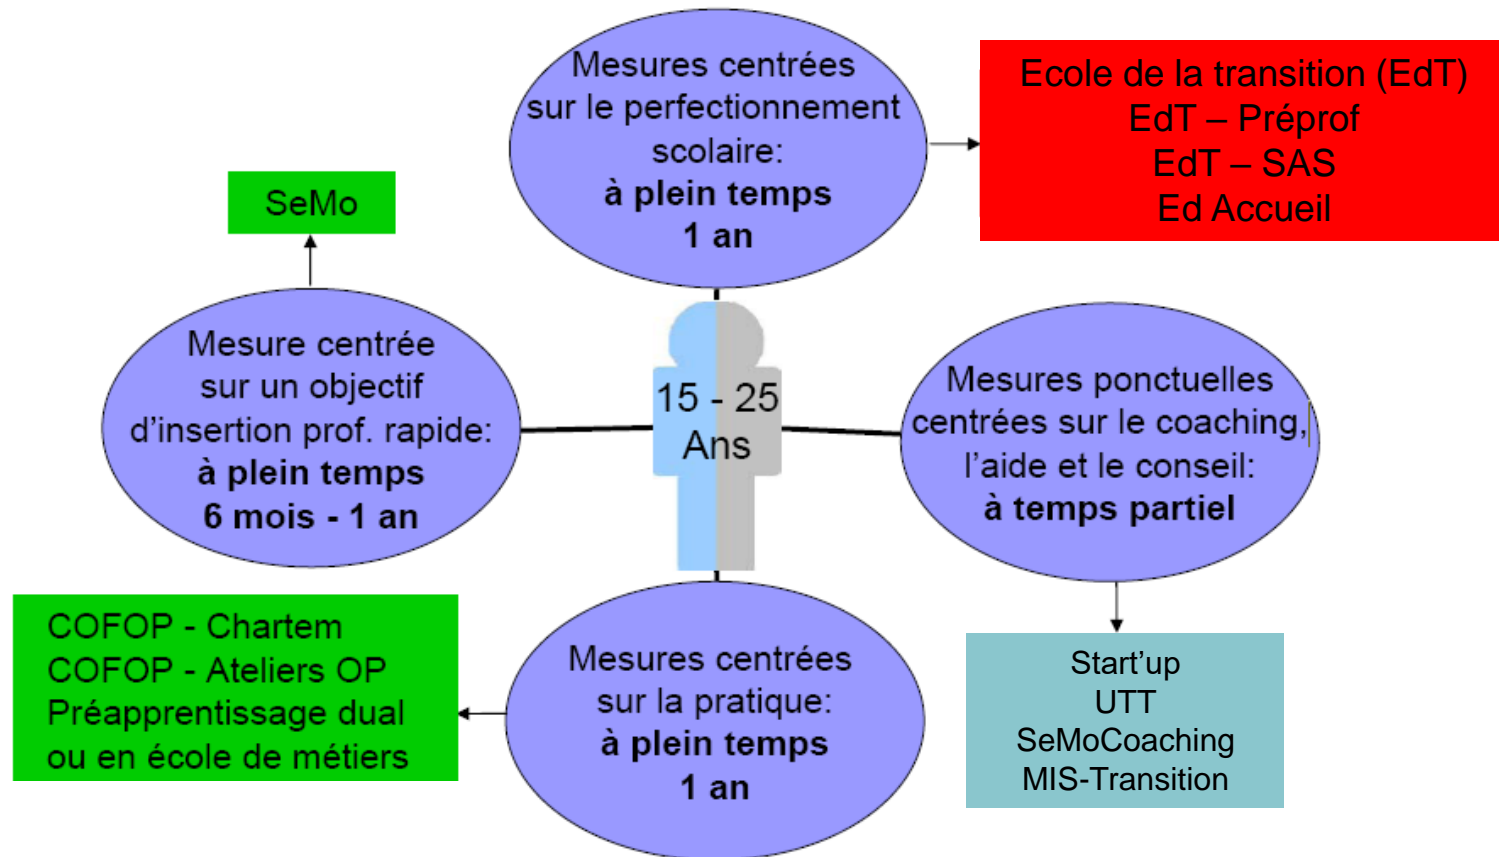 Mesures centrées
sur le perfectionnement
scolaire:
à plein temps
1 an
Ecole de la transition (EdT)
EdT – Préprof
EdT – SAS
Ed Accueil
SeMo
Mesure centrée
sur un objectif
d'insertion prof. rapide:
à plein temps
6 mois - 1 an
15 - 25
Ans
Mesures ponctuelles
centrées sur le coaching,
l'aide et le conseil:
à temps partiel
COFOP - Chartem
COFOP - Ateliers OP
Préapprentissage dual
ou en école de métiers
Mesures centrées
sur la pratique:
à plein temps
1 an
Start'up
UTT
SeMoCoaching
MIS-Transition